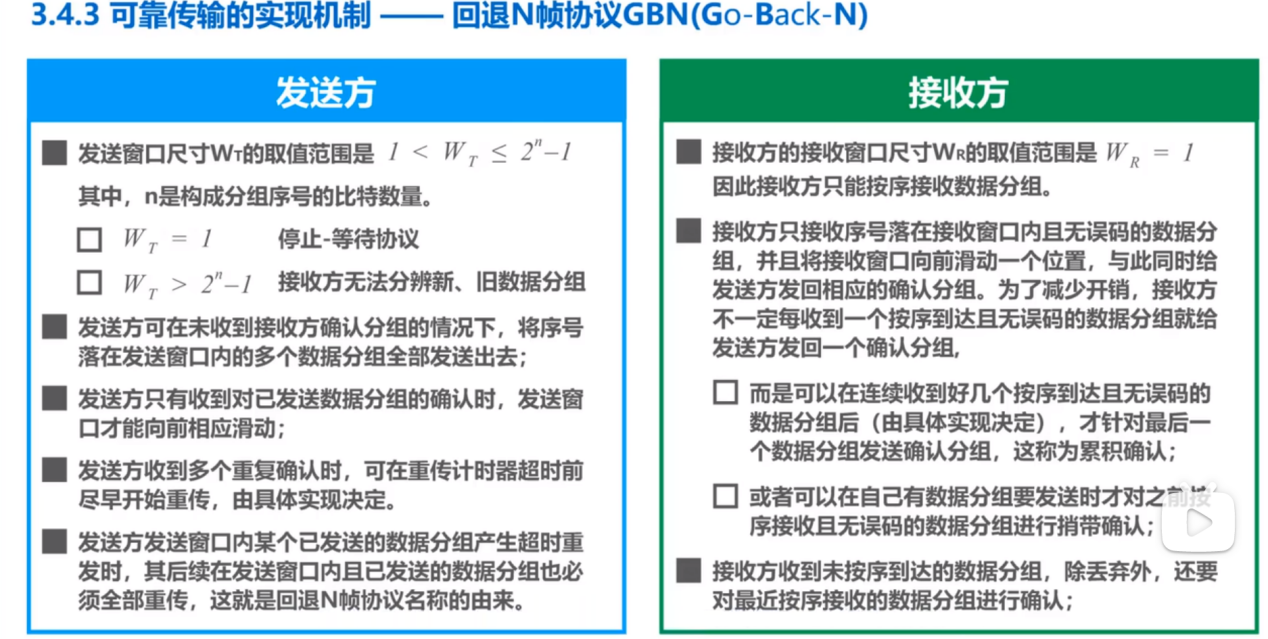 3.4.3 可靠传输的实现机制 —— 回退N帧协议GBN(Go-Back-N)
发送方
发送窗口尺寸WT的取值范围是 1 < W_T ≤ 2^n–1
其中，n是构成分组序号的比特数量。
W_T = 1 停止-等待协议
W_T > 2^n–1 接收方无法分辨新、旧数据分组
发送方可在未收到接收方确认分组的情况下，将序号
落在发送窗口内的多个数据分组全部发送出去；
发送方只有收到对已发送数据分组的确认时，发送窗
口才能向前相应滑动；
发送方收到多个重复确认时，可在重传计时器超时前
尽早开始重传，由具体实现决定。
发送方发送窗口内某个已发送的数据分组产生超时重
发时，其后续在发送窗口内且已发送的数据分组也必
须全部重传，这就是回退N帧协议名称的由来。
接收方
接收方的接收窗口尺寸WR的取值范围是 W_R = 1
因此接收方只能按序接收数据分组。
接收方只接收序号落在接收窗口内且无误码的数据分
组，并且将接收窗口向前滑动一个位置，与此同时给
发送方发回相应的确认分组。为了减少开销，接收方
不一定每收到一个按序到达且无误码的数据分组就给
发送方发回一个确认分组,
而是可以在连续收到好几个按序到达且无误码的
数据分组后（由具体实现决定），才针对最后一
个数据分组发送确认分组，这称为累积确认；
或者可以在自己有数据分组要发送时才对之前按
序接收且无误码的数据分组进行捎带确认；
接收方收到未按序到达的数据分组，除丢弃外，还要
对最近按序接收的数据分组进行确认；